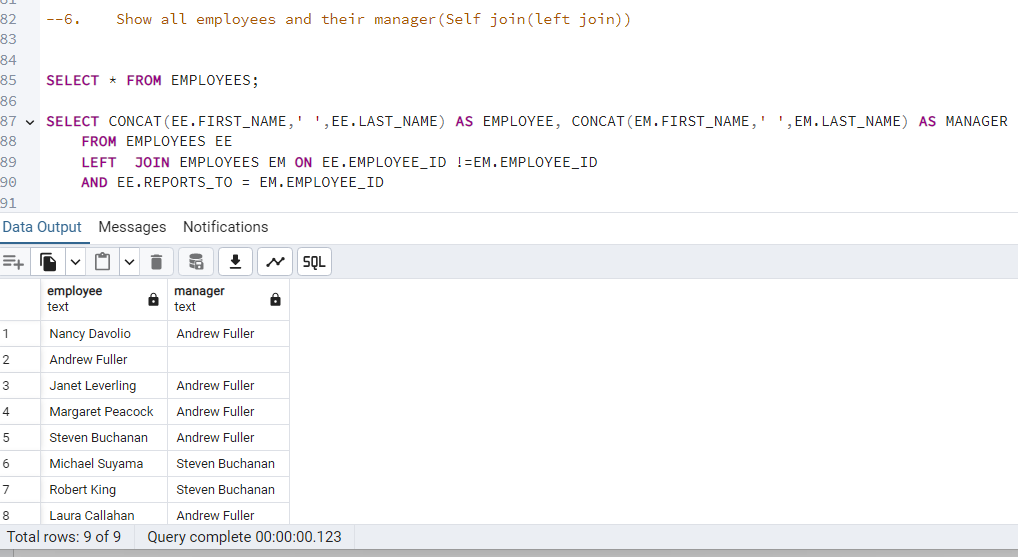 81
82 --6. Show all employees and their manager(Self join(left join))
83
84
85 SELECT * FROM EMPLOYEES;
86
87 SELECT CONCAT(EE.FIRST_NAME,' ',EE.LAST_NAME) AS EMPLOYEE, CONCAT(EM.FIRST_NAME,' ',EM.LAST_NAME) AS MANAGER
88 FROM EMPLOYEES EE
89 LEFT JOIN EMPLOYEES EM ON EE.EMPLOYEE_ID !=EM.EMPLOYEE_ID
90 AND EE.REPORTS_TO = EM.EMPLOYEE_ID
91
Data Output Messages Notifications
SQL
employee manager
text text
1 Nancy Davolio Andrew Fuller
2 Andrew Fuller
3 Janet Leverling Andrew Fuller
4 Margaret Peacock Andrew Fuller
5 Steven Buchanan Andrew Fuller
6 Michael Suyama Steven Buchanan
7 Robert King Steven Buchanan
8 Laura Callahan Andrew Fuller
Total rows: 9 of 9 Query complete 00:00:00.123